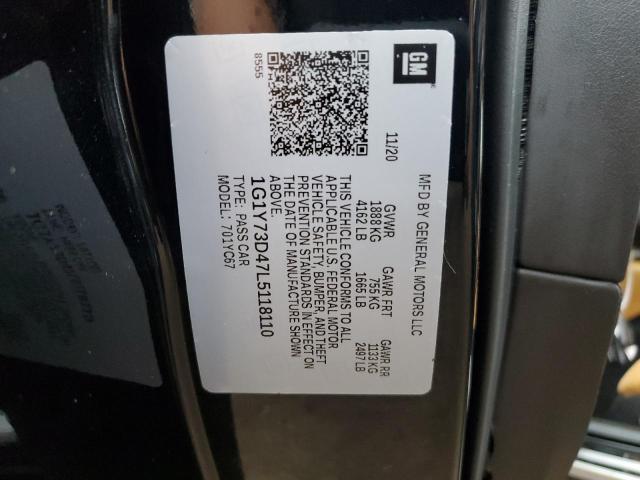 GM
8555
MFD BY GENERAL MOTORS LLC
11/20
GVWR GAWR FRT GAWR RR
1888 KG 755 KG 1133 KG
4162 LB 1665 LB 2497 LB
THIS VEHICLE CONFORMS TO ALL
APPLICABLE U.S. FEDERAL MOTOR
VEHICLE SAFETY, BUMPER, AND THEFT
PREVENTION STANDARDS IN EFFECT ON
THE DATE OF MANUFACTURE SHOWN
ABOVE.
1G1Y73D47L5118110
TYPE: PASS CAR
MODEL: 701YC67